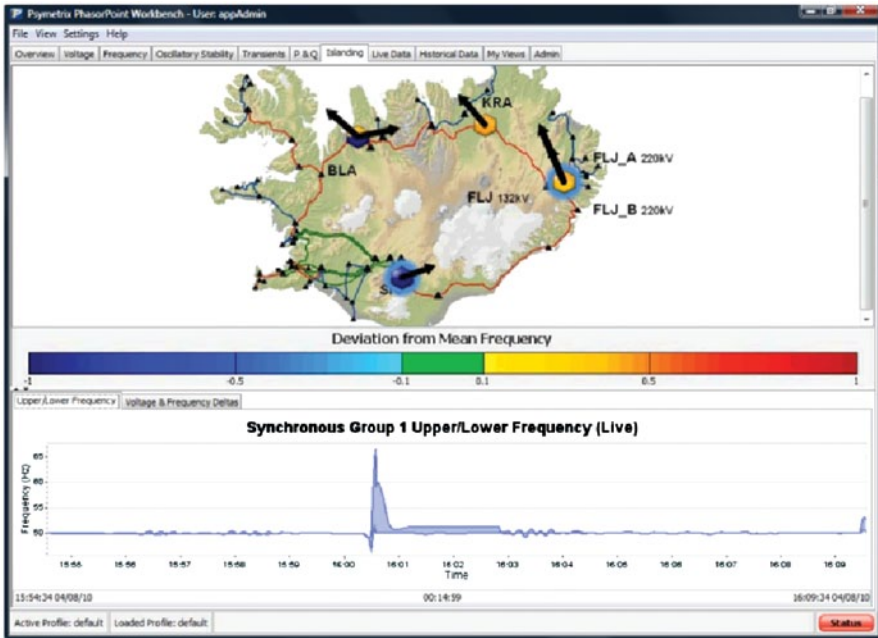 Psymetrix PhasorPoint Workbench - User: appAdmin
File View Settings Help
Overview Voltage Frequency Oscillatory Stability Transients P & Q Islanding Live Data Historical Data My Views Admin
KRA
BLA
FLJ_A 220kV
FLJ 132kV
FLJ_B 220kV
Deviation from Mean Frequency
-1 -0.5 -0.1 0.1 0.5 1
Upper/Lower Frequency Voltage & Frequency Deltas
Synchronous Group 1 Upper/Lower Frequency (Live)
Frequency (Hz)
65
60
55
50
15:55 15:56 15:57 15:58 15:59 16:00 16:01 16:02 16:03 16:04 16:05 16:06 16:07 16:08 16:09
Time
15:54:34 04/08/10 00:14:59 16:09:34 04/08/10
Active Profile: default Loaded Profile: default Status